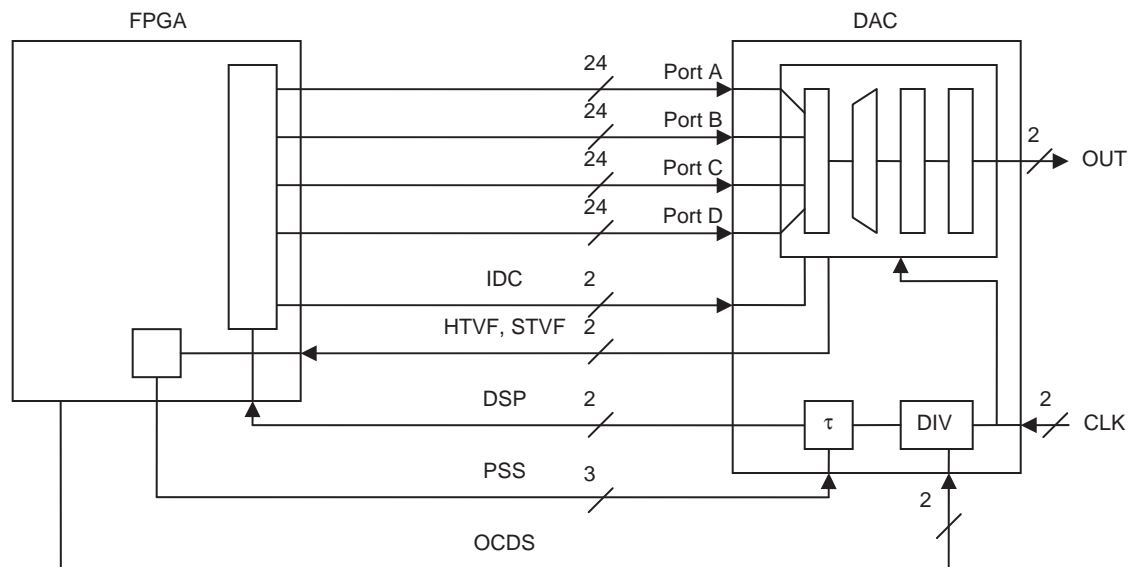 FPGA
DAC
24
Port A
24
Port B
24
Port C
24
Port D
2
OUT
IDC
2
HTVF, STVF
2
DSP
2
τ
DIV
2
CLK
PSS
3
2
OCDS